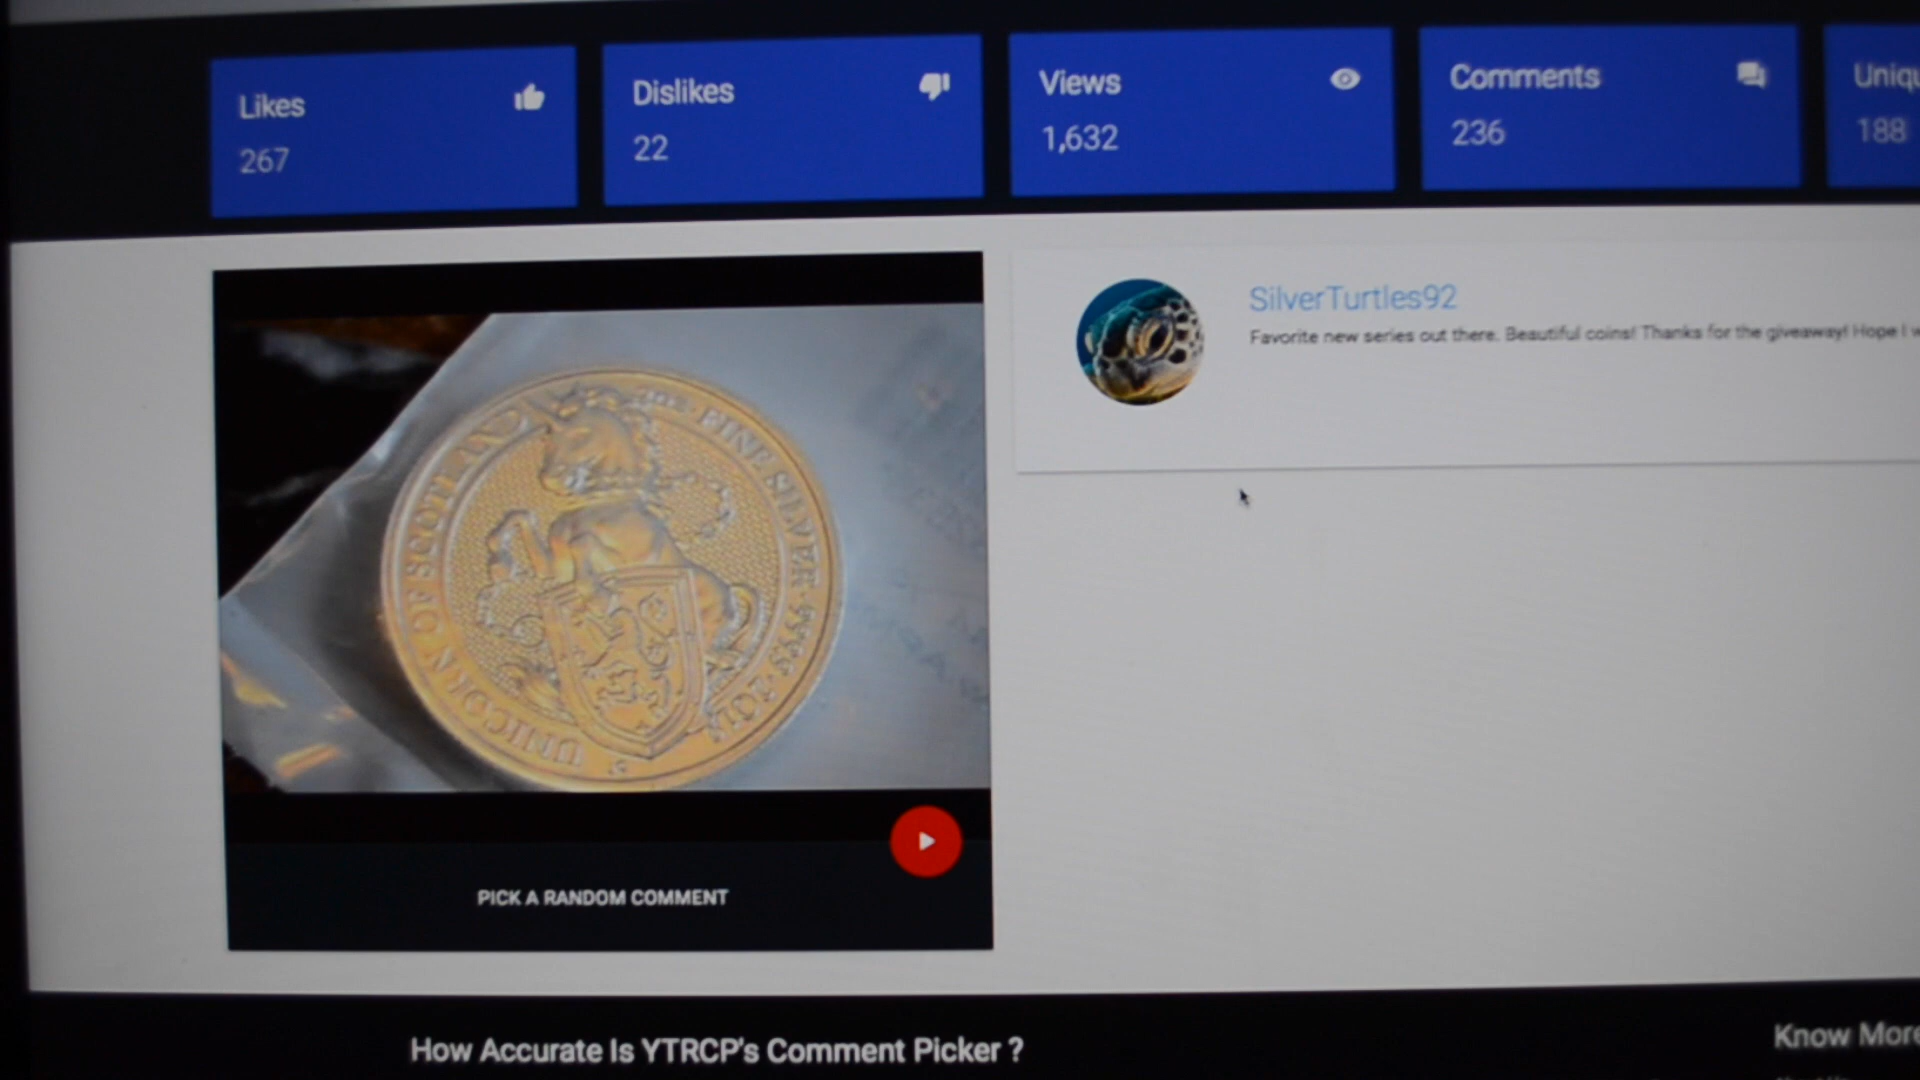 Likes
267
Dislikes
22
Views
1,632
Comments
236
188
SilverTurtles92
Favorite new series out there. Beautiful coins! Thanks for the giveaway! Hope I
UNICORN OF SCOTLAND 2OZ · FINE SILVER · 9999 ·
PICK A RANDOM COMMENT
How Accurate Is YTRCP's Comment Picker ?
Know More